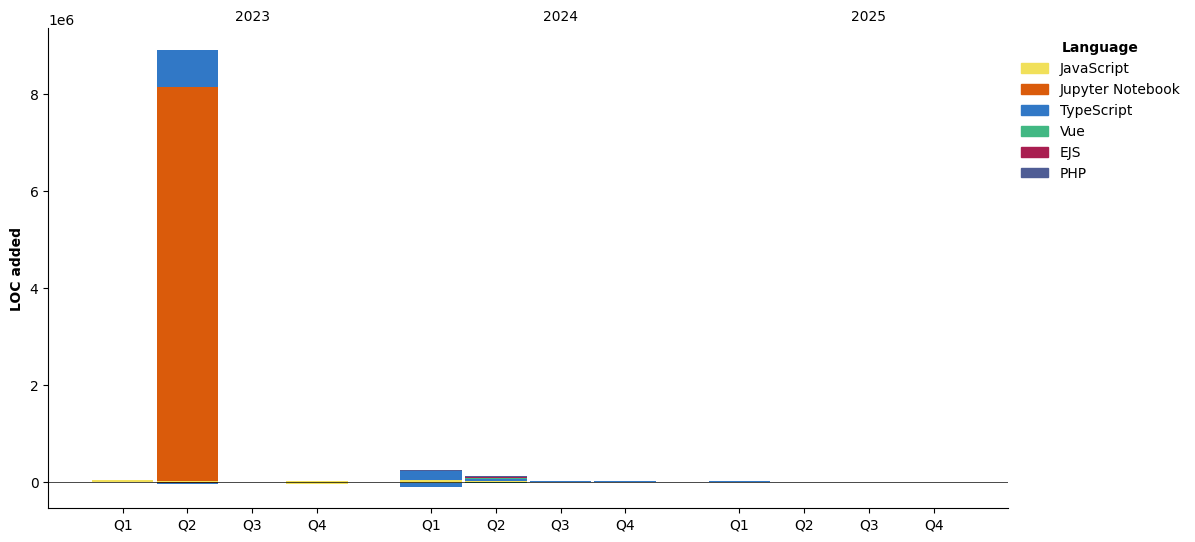 2023 2024 2025
1e6
Language
JavaScript
Jupyter Notebook
TypeScript
Vue
EJS
PHP
LOC added
8
6
4
2
0
Q1 Q2 Q3 Q4 Q1 Q2 Q3 Q4 Q1 Q2 Q3 Q4